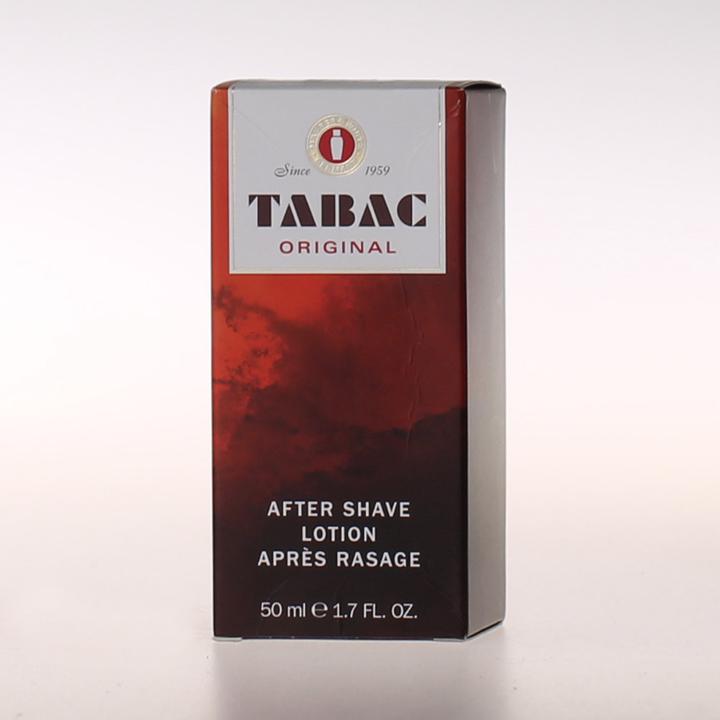 Since 1959
TABAC
ORIGINAL
AFTER SHAVE
LOTION
APRÈS RASAGE
50 ml ℮ 1.7 FL. OZ.